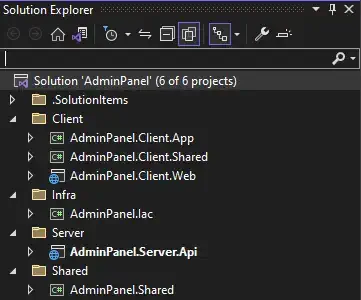 Solution Explorer
Solution 'AdminPanel' (6 of 6 projects)
.SolutionItems
Client
C# AdminPanel.Client.App
C# AdminPanel.Client.Shared
AdminPanel.Client.Web
Infra
C# AdminPanel.Iac
Server
AdminPanel.Server.Api
Shared
C# AdminPanel.Shared